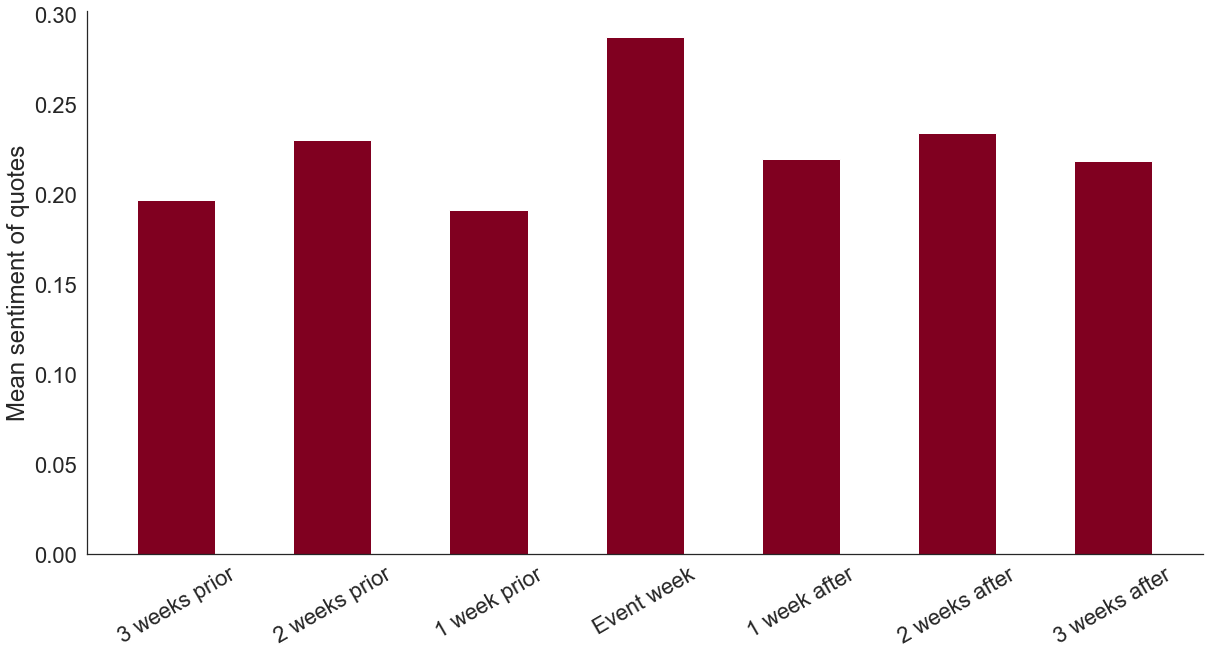 Mean sentiment of quotes
0.30
0.25
0.20
0.15
0.10
0.05
0.00
3 weeks prior
2 weeks prior
1 week prior
Event week
1 week after
2 weeks after
3 weeks after